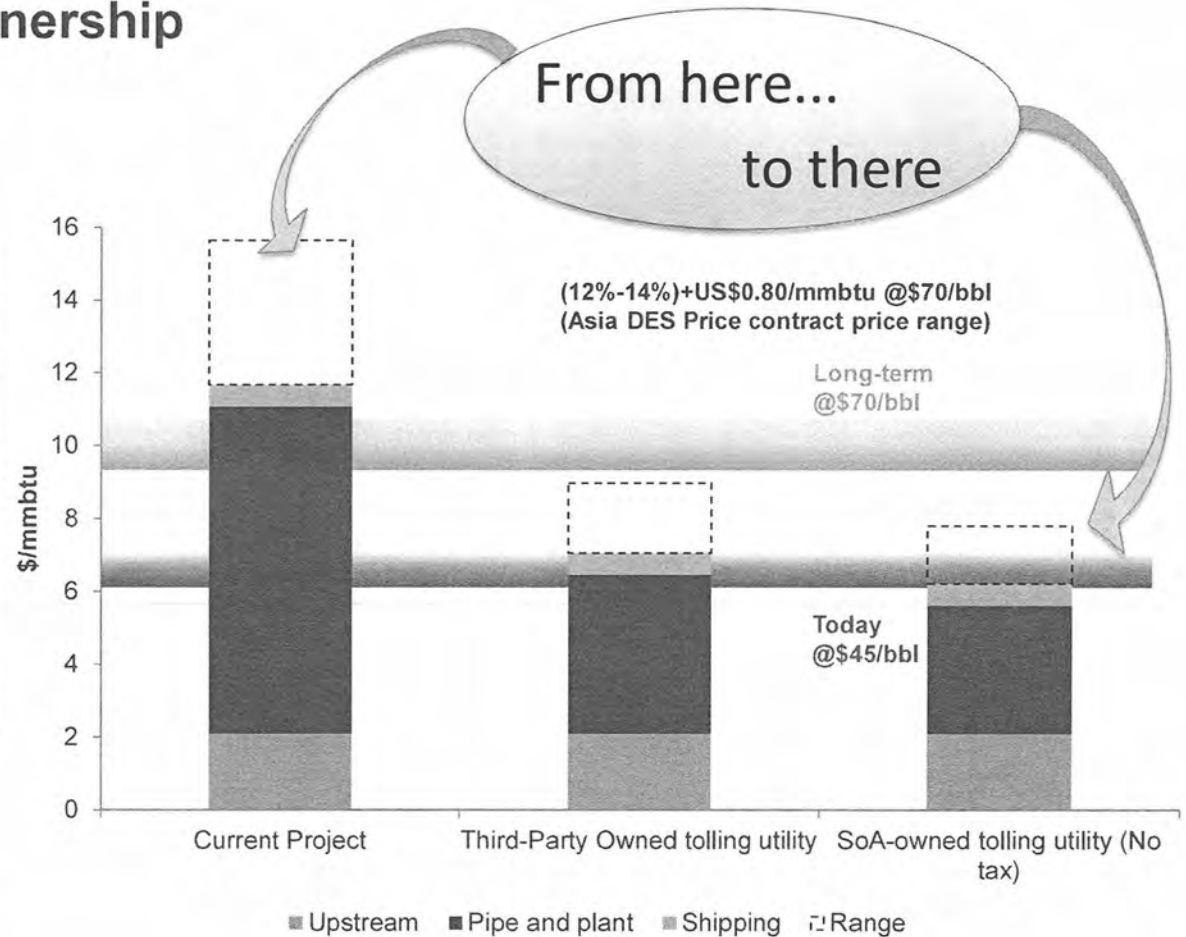 nership
From here...
to there
16
14
12
10
8
6
4
2
0
$/mmbtu
(12%-14%)+US$0.80/mmbtu @$70/bbl
(Asia DES Price contract price range)
Long-term
@$70/bbl
Today
@$45/bbl
Current Project
Third-Party Owned tolling utility
SoA-owned tolling utility (No
tax)
Upstream
Pipe and plant
Shipping
Range